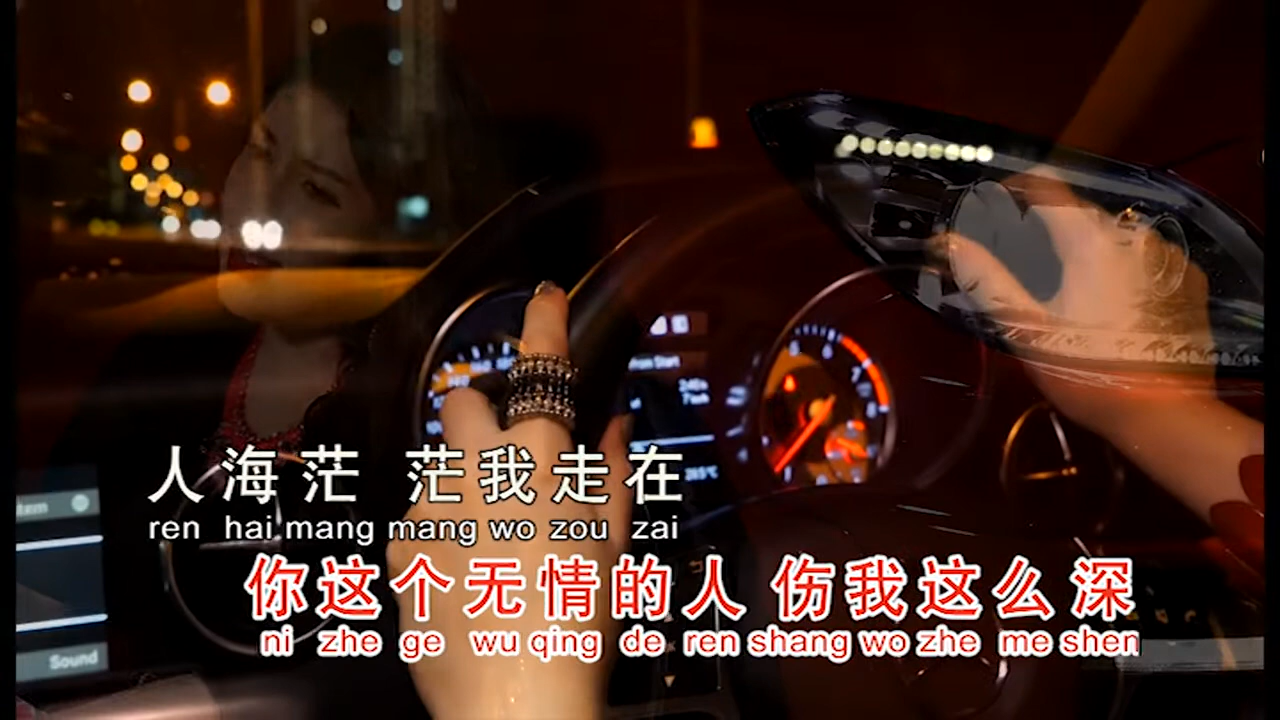 人海茫 茫我走在
ren hai mang mang wo zou zai
你这个无情的人 伤我这么深
ni zhe ge wu qing de ren shang wo zhe me shen
Sound